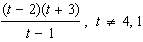 (t − 2)(t + 3)
t − 1
, t ≠ 4, 1